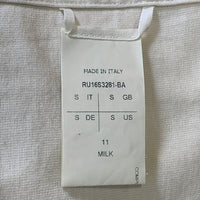 MADE IN ITALY
RU16S3281-BA
S IT S GB
S DE S US
11
MILK